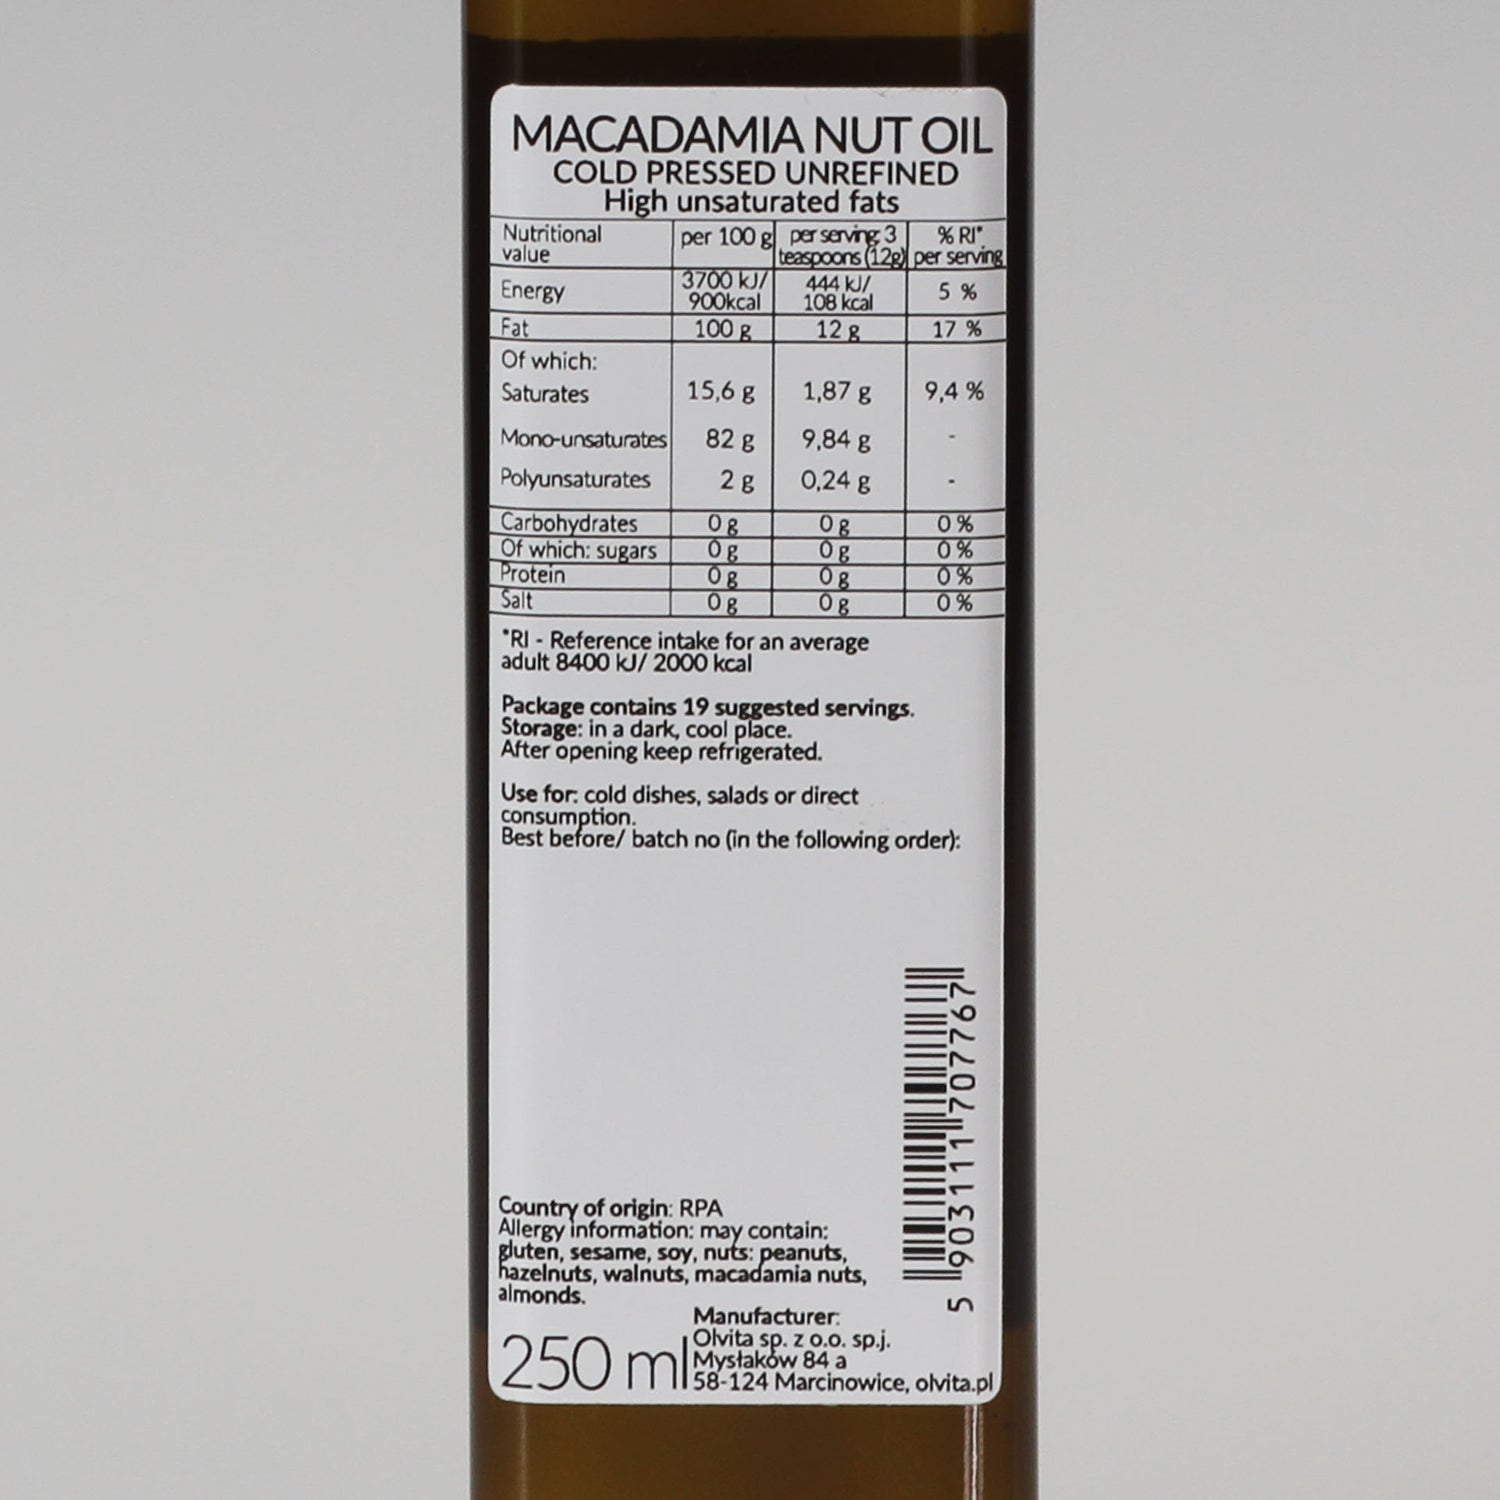 MACADAMIA NUT OIL
COLD PRESSED UNREFINED
High unsaturated fats
Nutritional value per 100 g per serving 3 teaspoons (12g) % RI* per serving
Energy 3700 kJ/ 900kcal 444 kJ/ 108 kcal 5 %
Fat 100 g 12 g 17 %
Of which:
Saturates 15,6 g 1,87 g 9,4 %
Mono-unsaturates 82 g 9,84 g -
Polyunsaturates 2 g 0,24 g -
Carbohydrates 0 g 0 g 0 %
Of which: sugars 0 g 0 g 0 %
Protein 0 g 0 g 0 %
Salt 0 g 0 g 0 %
*RI - Reference intake for an average
adult 8400 kJ/ 2000 kcal
Package contains 19 suggested servings.
Storage: in a dark, cool place.
After opening keep refrigerated.
Use for: cold dishes, salads or direct
consumption.
Best before/ batch no (in the following order):
5 903111 707767
Country of origin: RPA
Allergy information: may contain:
gluten, sesame, soy, nuts: peanuts,
hazelnuts, walnuts, macadamia nuts,
almonds.
250 ml
Manufacturer:
Olvita sp. z o.o. sp.j.
Mysłaków 84 a
58-124 Marcinowice, olvita.pl